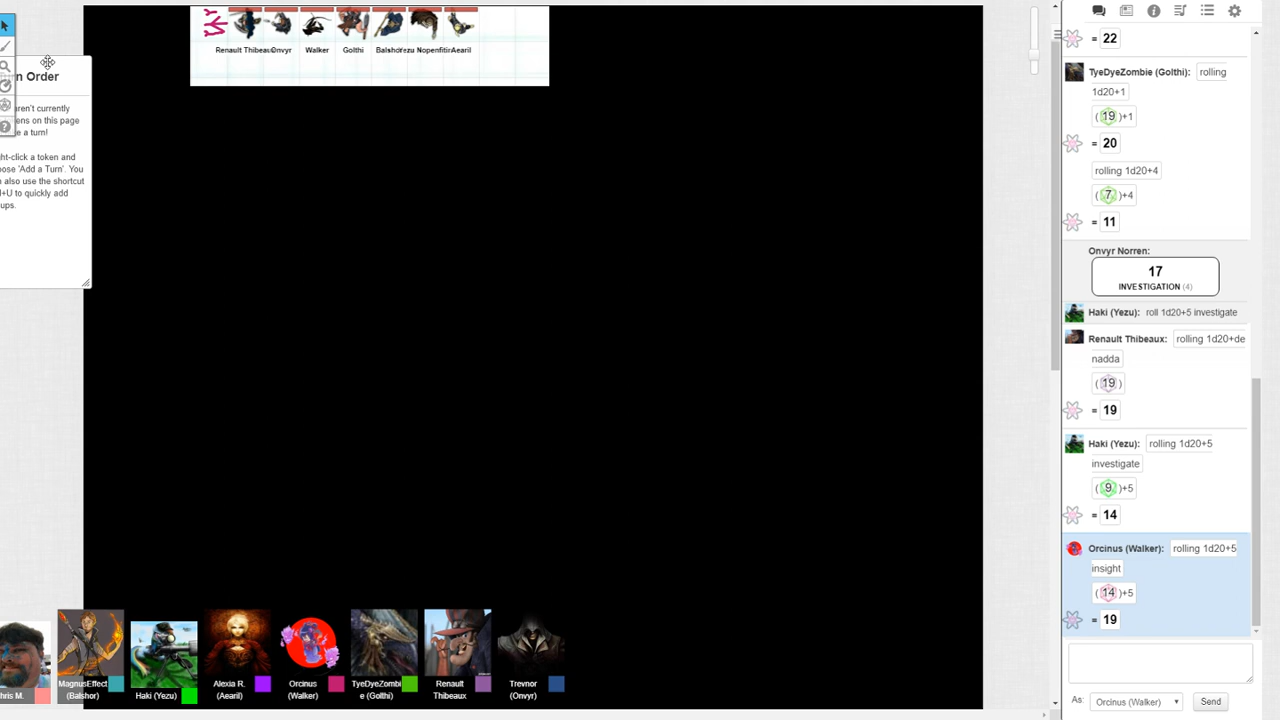 Renault Thibeaux Onvyr Walker Golthi Balshor Yezu Nopenfitin Aearil
n Order
aren't currently
ens on this page
e a turn!
ht-click a token and
ose 'Add a Turn'. You
also use the shortcut
l+U to quickly add
ups.
hris M.
MagnusEffect
(Balshor)
Haki (Yezu)
Alexia R.
(Aearil)
Orcinus
(Walker)
TyeDyeZombi
e (Golthi)
Renault
Thibeaux
Trevnor
(Onvyr)
= 22
TyeDyeZombie (Golthi): rolling
1d20+1
(19)+1
= 20
rolling 1d20+4
(7)+4
= 11
Onvyr Norren:
17
INVESTIGATION (4)
Haki (Yezu): roll 1d20+5 investigate
Renault Thibeaux: rolling 1d20+de
nadda
(19)
= 19
Haki (Yezu): rolling 1d20+5
investigate
(9)+5
= 14
Orcinus (Walker): rolling 1d20+5
insight
(14)+5
= 19
As: Orcinus (Walker) Send